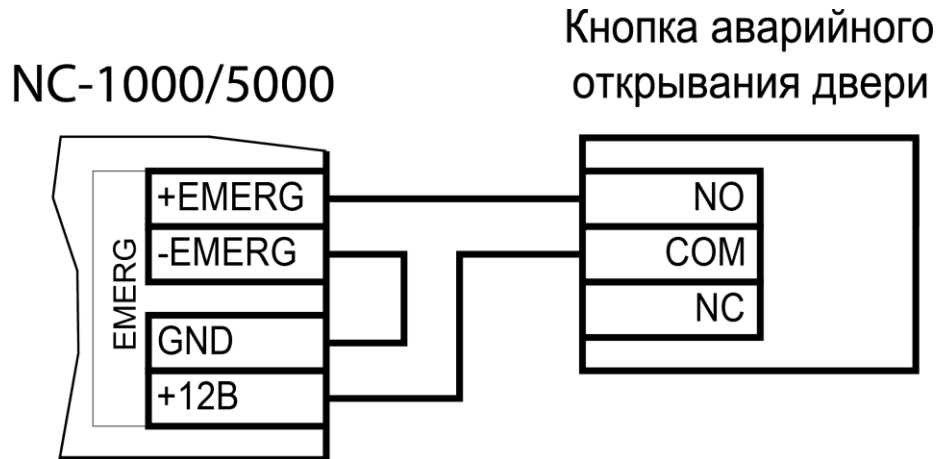 Кнопка аварийного
открывания двери
NC-1000/5000
EMERG
+EMERG
-EMERG
GND
+12В
NO
COM
NC